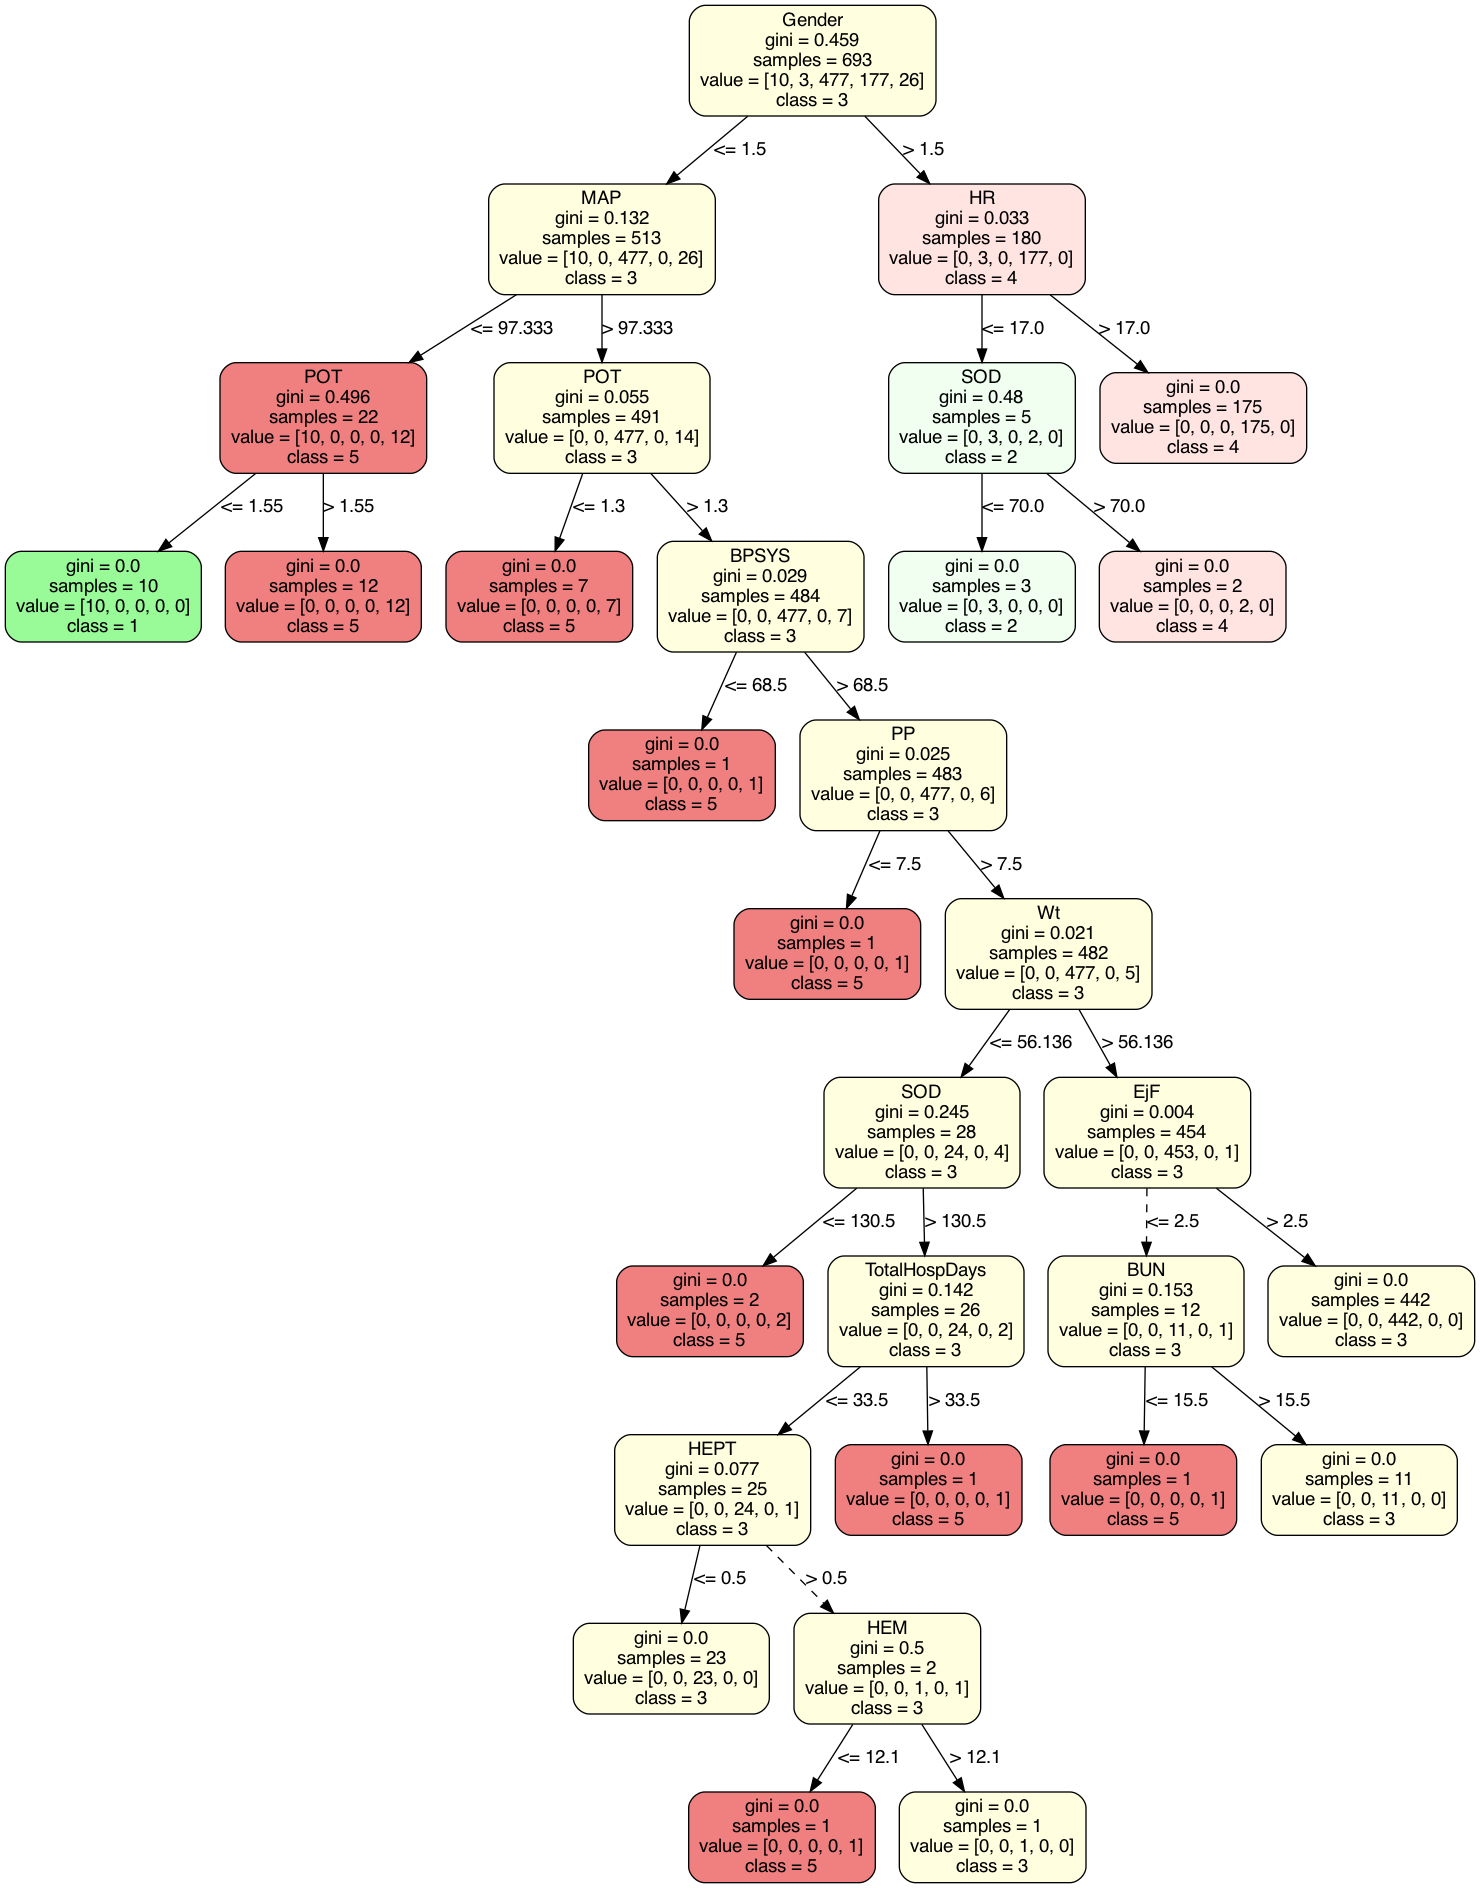 Gender
gini = 0.459
samples = 693
value = [10, 3, 477, 177, 26]
class = 3
<= 1.5
> 1.5
MAP
gini = 0.132
samples = 513
value = [10, 0, 477, 0, 26]
class = 3
HR
gini = 0.033
samples = 180
value = [0, 3, 0, 177, 0]
class = 4
<= 97.333
> 97.333
<= 17.0
> 17.0
POT
gini = 0.496
samples = 22
value = [10, 0, 0, 0, 12]
class = 5
POT
gini = 0.055
samples = 491
value = [0, 0, 477, 0, 14]
class = 3
SOD
gini = 0.48
samples = 5
value = [0, 3, 0, 2, 0]
class = 2
gini = 0.0
samples = 175
value = [0, 0, 0, 175, 0]
class = 4
<= 1.55
> 1.55
<= 1.3
> 1.3
<= 70.0
> 70.0
gini = 0.0
samples = 10
value = [10, 0, 0, 0, 0]
class = 1
gini = 0.0
samples = 12
value = [0, 0, 0, 0, 12]
class = 5
gini = 0.0
samples = 7
value = [0, 0, 0, 0, 7]
class = 5
BPSYS
gini = 0.029
samples = 484
value = [0, 0, 477, 0, 7]
class = 3
gini = 0.0
samples = 3
value = [0, 3, 0, 0, 0]
class = 2
gini = 0.0
samples = 2
value = [0, 0, 0, 2, 0]
class = 4
<= 68.5
> 68.5
gini = 0.0
samples = 1
value = [0, 0, 0, 0, 1]
class = 5
PP
gini = 0.025
samples = 483
value = [0, 0, 477, 0, 6]
class = 3
<= 7.5
> 7.5
gini = 0.0
samples = 1
value = [0, 0, 0, 0, 1]
class = 5
Wt
gini = 0.021
samples = 482
value = [0, 0, 477, 0, 5]
class = 3
<= 56.136
> 56.136
SOD
gini = 0.245
samples = 28
value = [0, 0, 24, 0, 4]
class = 3
EjF
gini = 0.004
samples = 454
value = [0, 0, 453, 0, 1]
class = 3
<= 130.5
> 130.5
<= 2.5
> 2.5
gini = 0.0
samples = 2
value = [0, 0, 0, 0, 2]
class = 5
TotalHospDays
gini = 0.142
samples = 26
value = [0, 0, 24, 0, 2]
class = 3
BUN
gini = 0.153
samples = 12
value = [0, 0, 11, 0, 1]
class = 3
gini = 0.0
samples = 442
value = [0, 0, 442, 0, 0]
class = 3
<= 33.5
> 33.5
<= 15.5
> 15.5
HEPT
gini = 0.077
samples = 25
value = [0, 0, 24, 0, 1]
class = 3
gini = 0.0
samples = 1
value = [0, 0, 0, 0, 1]
class = 5
gini = 0.0
samples = 1
value = [0, 0, 0, 0, 1]
class = 5
gini = 0.0
samples = 11
value = [0, 0, 11, 0, 0]
class = 3
<= 0.5
> 0.5
gini = 0.0
samples = 23
value = [0, 0, 23, 0, 0]
class = 3
HEM
gini = 0.5
samples = 2
value = [0, 0, 1, 0, 1]
class = 3
<= 12.1
> 12.1
gini = 0.0
samples = 1
value = [0, 0, 0, 0, 1]
class = 5
gini = 0.0
samples = 1
value = [0, 0, 1, 0, 0]
class = 3